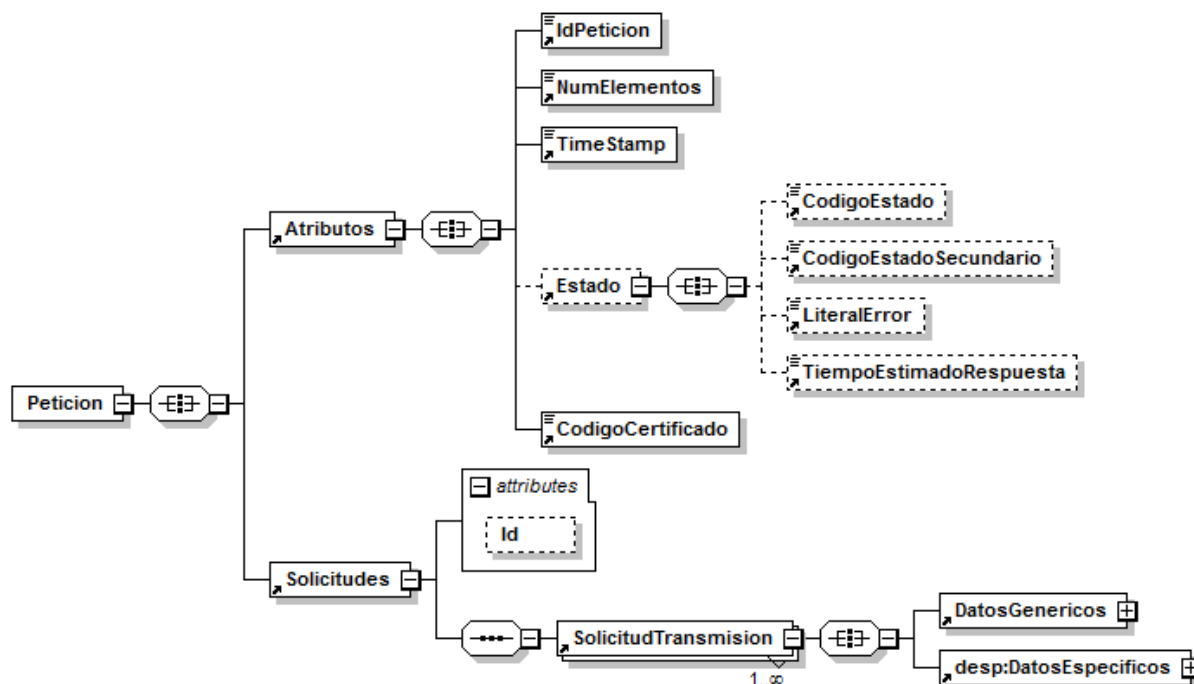 IdPeticion
NumElementos
TimeStamp
CodigoEstado
Atributos
CodigoEstadoSecundario
Estado
LiteralError
TiempoEstimadoRespuesta
Peticion
CodigoCertificado
attributes
Id
Solicitudes
DatosGenericos
SolicitudTransmision
desp:DatosEspecificos
1..∞